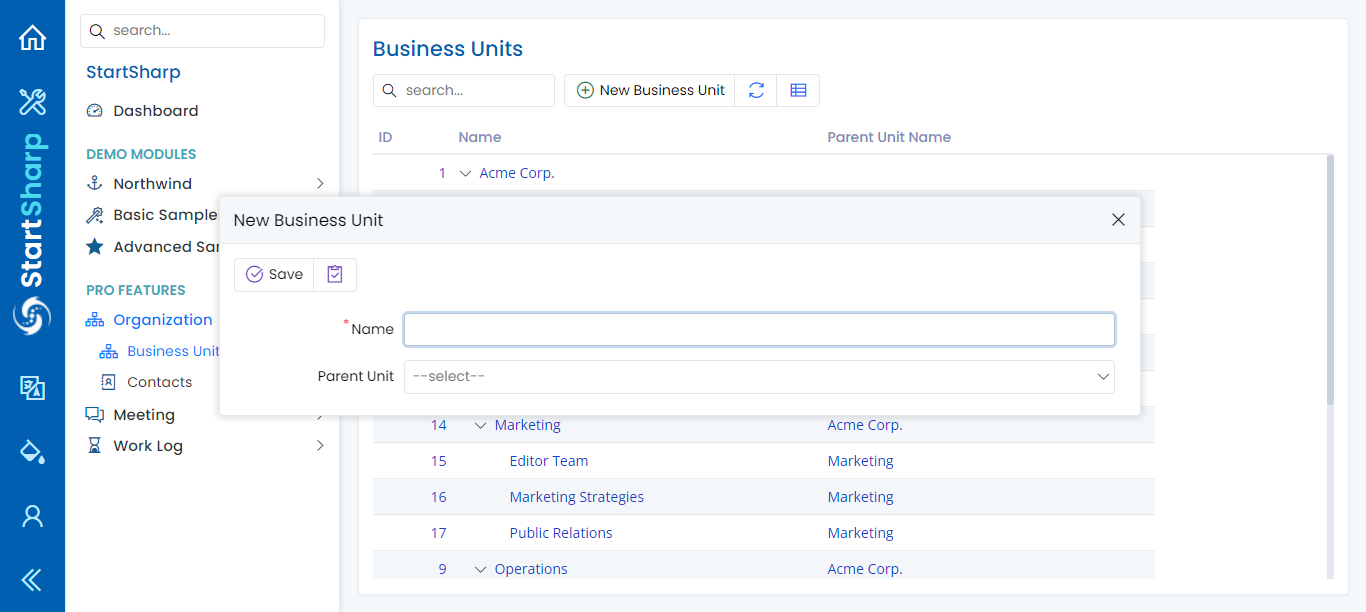 StartSharp
search...
StartSharp
Dashboard
DEMO MODULES
Northwind
Basic Sample
Advanced Sa
PRO FEATURES
Organization
Business Unit
Contacts
Meeting
Work Log
Business Units
search...
New Business Unit
ID Name Parent Unit Name
1 Acme Corp.
New Business Unit
Save
* Name
Parent Unit --select--
14 Marketing Acme Corp.
15 Editor Team Marketing
16 Marketing Strategies Marketing
17 Public Relations Marketing
9 Operations Acme Corp.